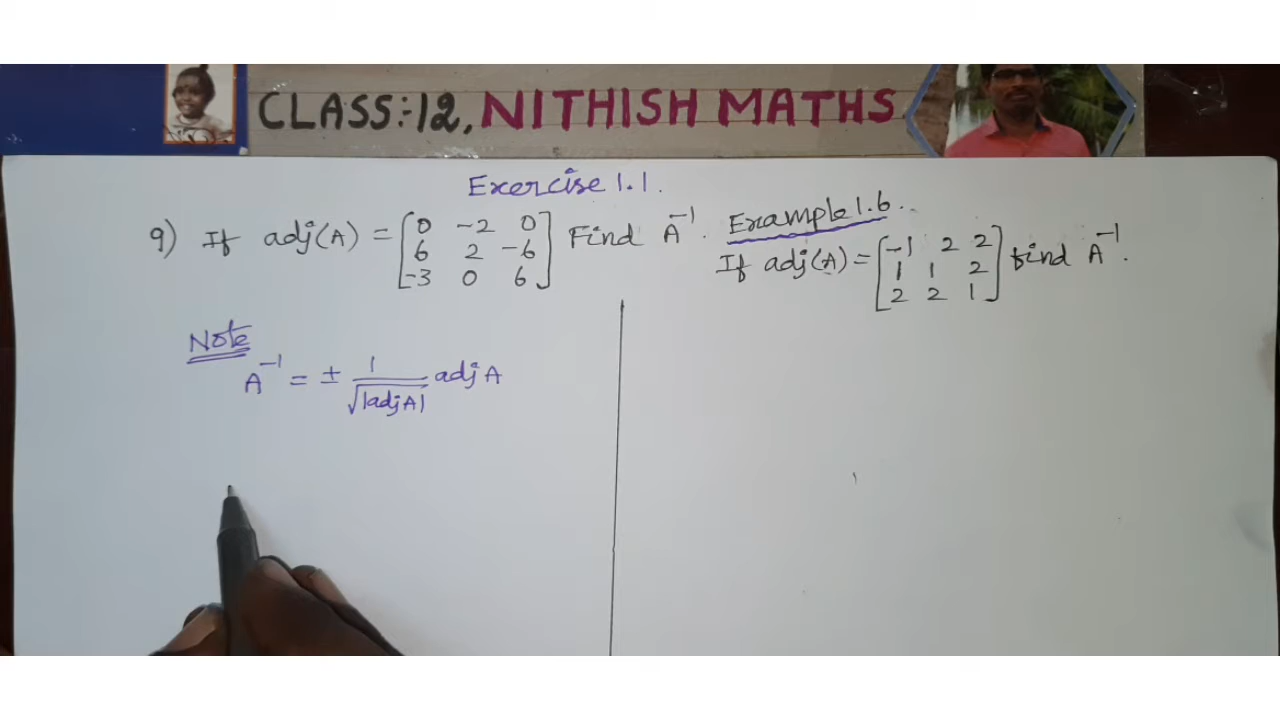 CLASS:-12, NITHISH MATHS
Exercise 1.1.
9) If adj(A) = [0 -2 0; 6 2 -6; -3 0 6] Find A⁻¹.
Example 1.6.
If adj(A) = [-1 2 2; 1 1 2; 2 2 1] find A⁻¹.
Note
A⁻¹ = ± 1/√|adjA| adj A